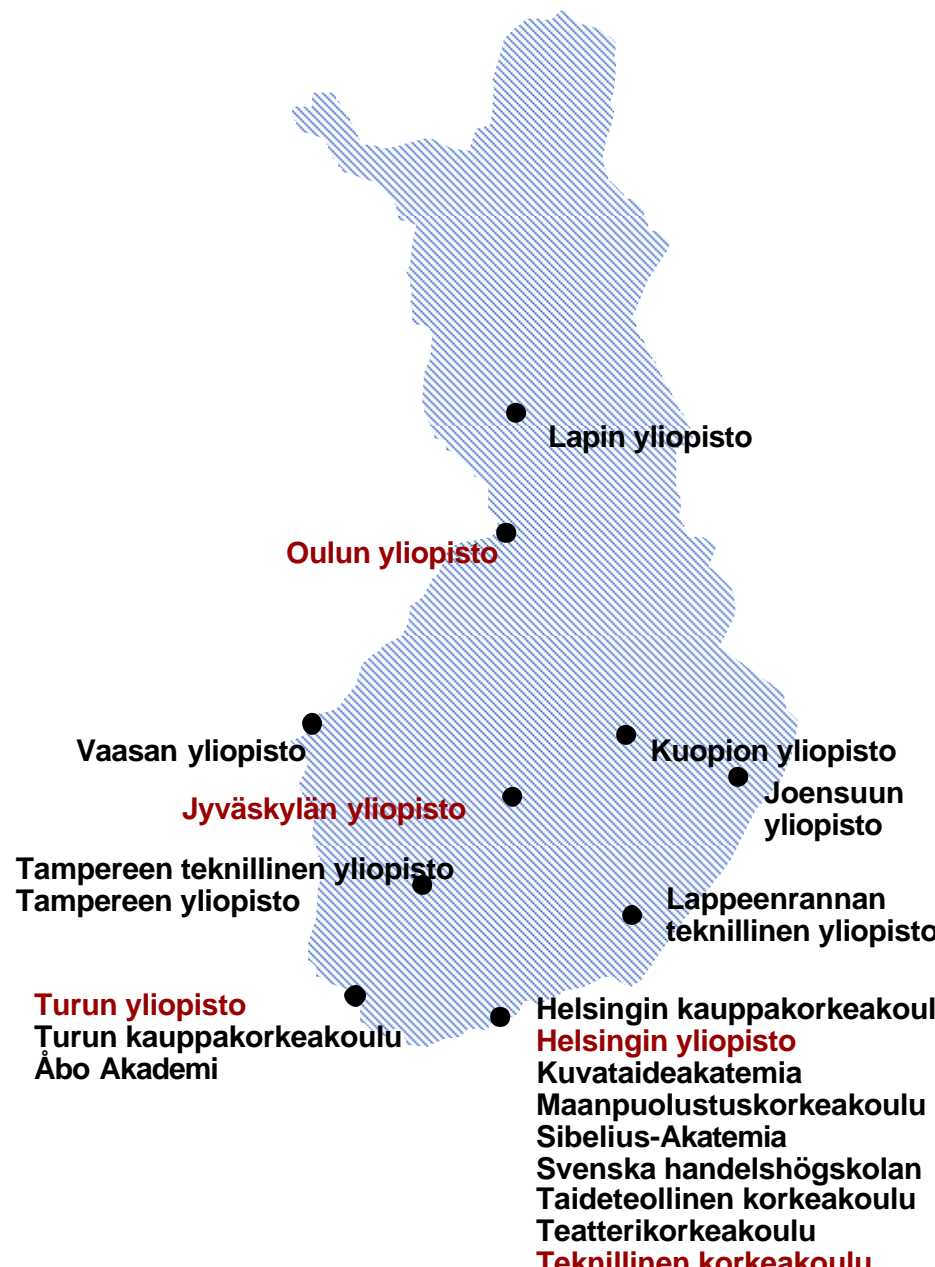 Lapin yliopisto
Oulun yliopisto
Vaasan yliopisto
Kuopion yliopisto
Jyväskylän yliopisto
Joensuun
yliopisto
Tampereen teknillinen yliopisto
Tampereen yliopisto
Lappeenrannan
teknillinen yliopisto
Turun yliopisto
Turun kauppakorkeakoulu
Åbo Akademi
Helsingin kauppakorkeakoul
Helsingin yliopisto
Kuvataideakatemia
Maanpuolustuskorkeakoulu
Sibelius-Akatemia
Svenska handelshögskolan
Taideteollinen korkeakoulu
Teatterikorkeakoulu
Teknillinen korkeakoulu